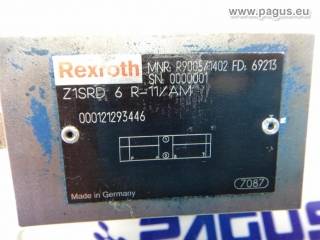 www.pagus.eu
Rexroth MNR: R900571402 FD: 69213
SN: 0000001
Z1SRD 6 R-11/AM
000121293446
Made in Germany
7087
PAGUS